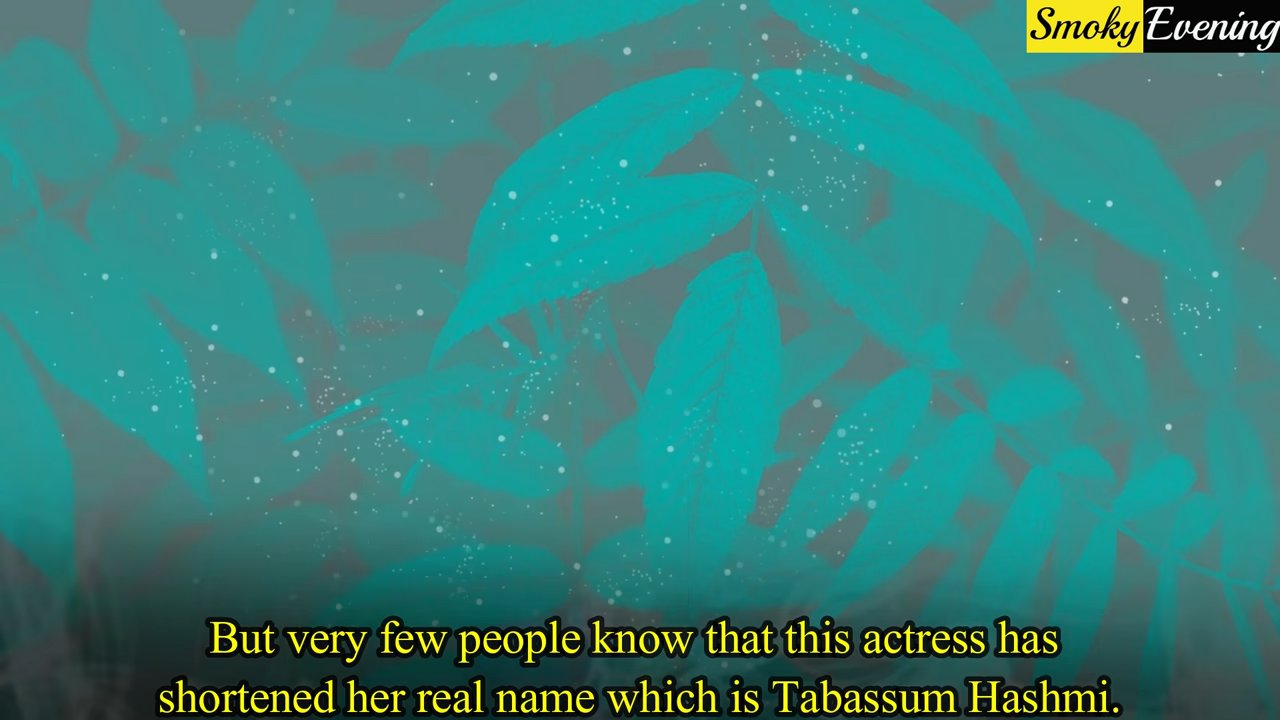 Smoky Evening
But very few people know that this actress has
shortened her real name which is Tabassum Hashmi.